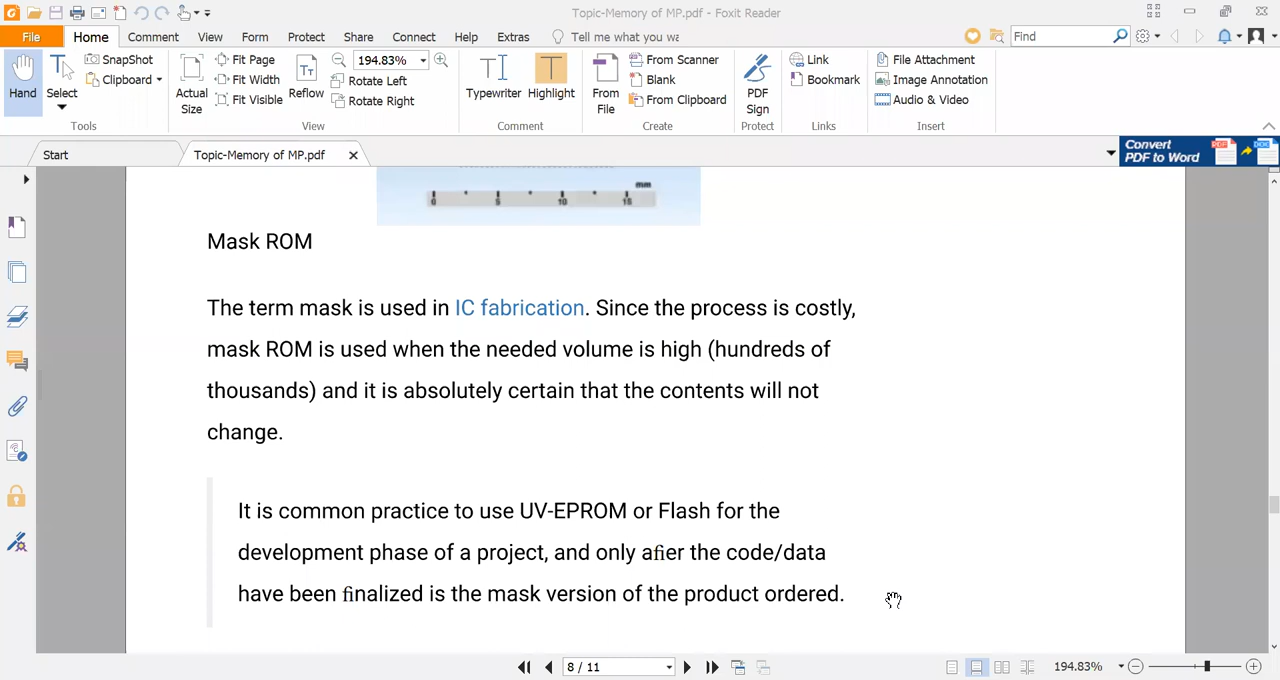 Topic-Memory of MP.pdf - Foxit Reader
File Home Comment View Form Protect Share Connect Help Extras Tell me what you wa Find
Hand Select SnapShot Clipboard Actual Size Fit Page Fit Width Fit Visible Reflow 194.83% Rotate Left Rotate Right Typewriter Highlight From File From Scanner Blank From Clipboard PDF Sign Link Bookmark File Attachment Image Annotation Audio & Video
Tools View Comment Create Protect Links Insert
Start Topic-Memory of MP.pdf Convert PDF to Word
mm
0 5 10 15
Mask ROM
The term mask is used in IC fabrication. Since the process is costly,
mask ROM is used when the needed volume is high (hundreds of
thousands) and it is absolutely certain that the contents will not
change.
It is common practice to use UV-EPROM or Flash for the
development phase of a project, and only afier the code/data
have been finalized is the mask version of the product ordered.
8 / 11 194.83%